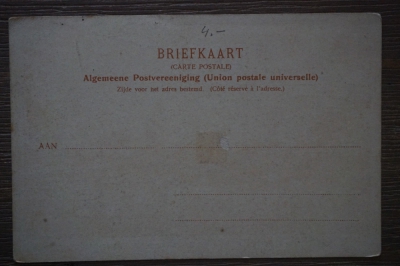 4.-
BRIEFKAART
(CARTE POSTALE)
Algemeene Postvereeniging (Union postale universelle)
Zijde voor het adres bestemd. (Côté réservé à l'adresse.)
AAN